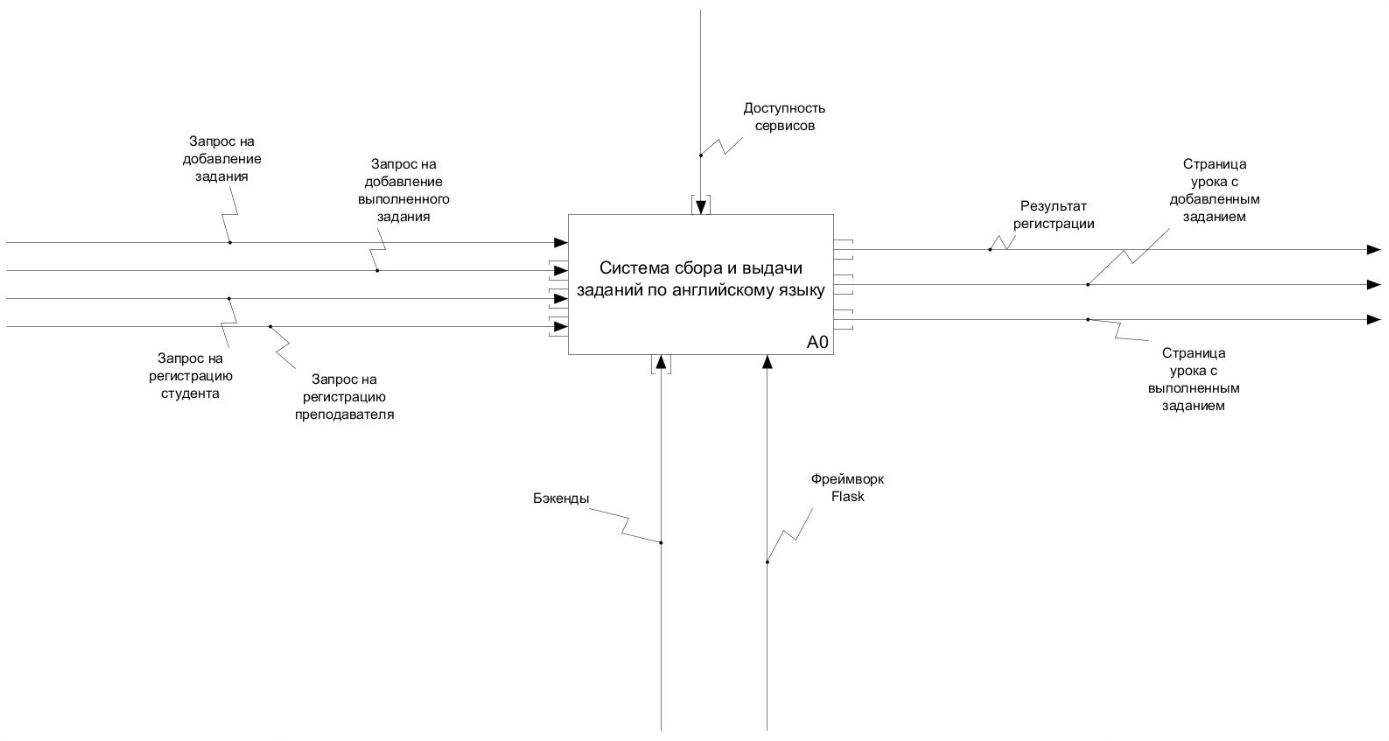 Доступность
сервисов
Запрос на
добавление
задания
Запрос на
добавление
выполненного
задания
Страница
урока с
добавленным
заданием
Результат
регистрации
Система сбора и выдачи
заданий по английскому языку
A0
Запрос на
регистрацию
студента
Запрос на
регистрацию
преподавателя
Страница
урока с
выполненным
заданием
Бэкенды
Фреймворк
Flask